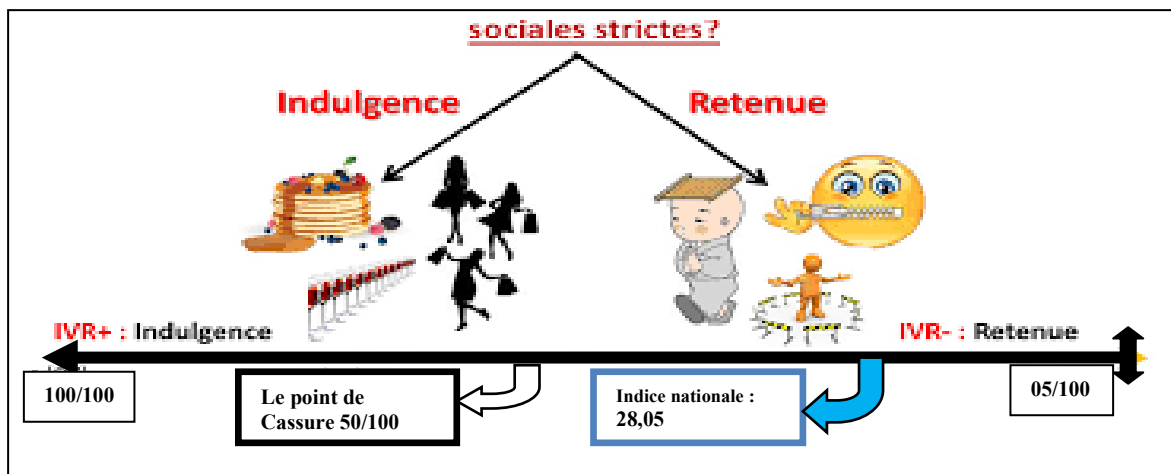 sociales strictes?
Indulgence
Retenue
IVR+ : Indulgence
IVR- : Retenue
100/100
Le point de
Cassure 50/100
Indice nationale :
28,05
05/100